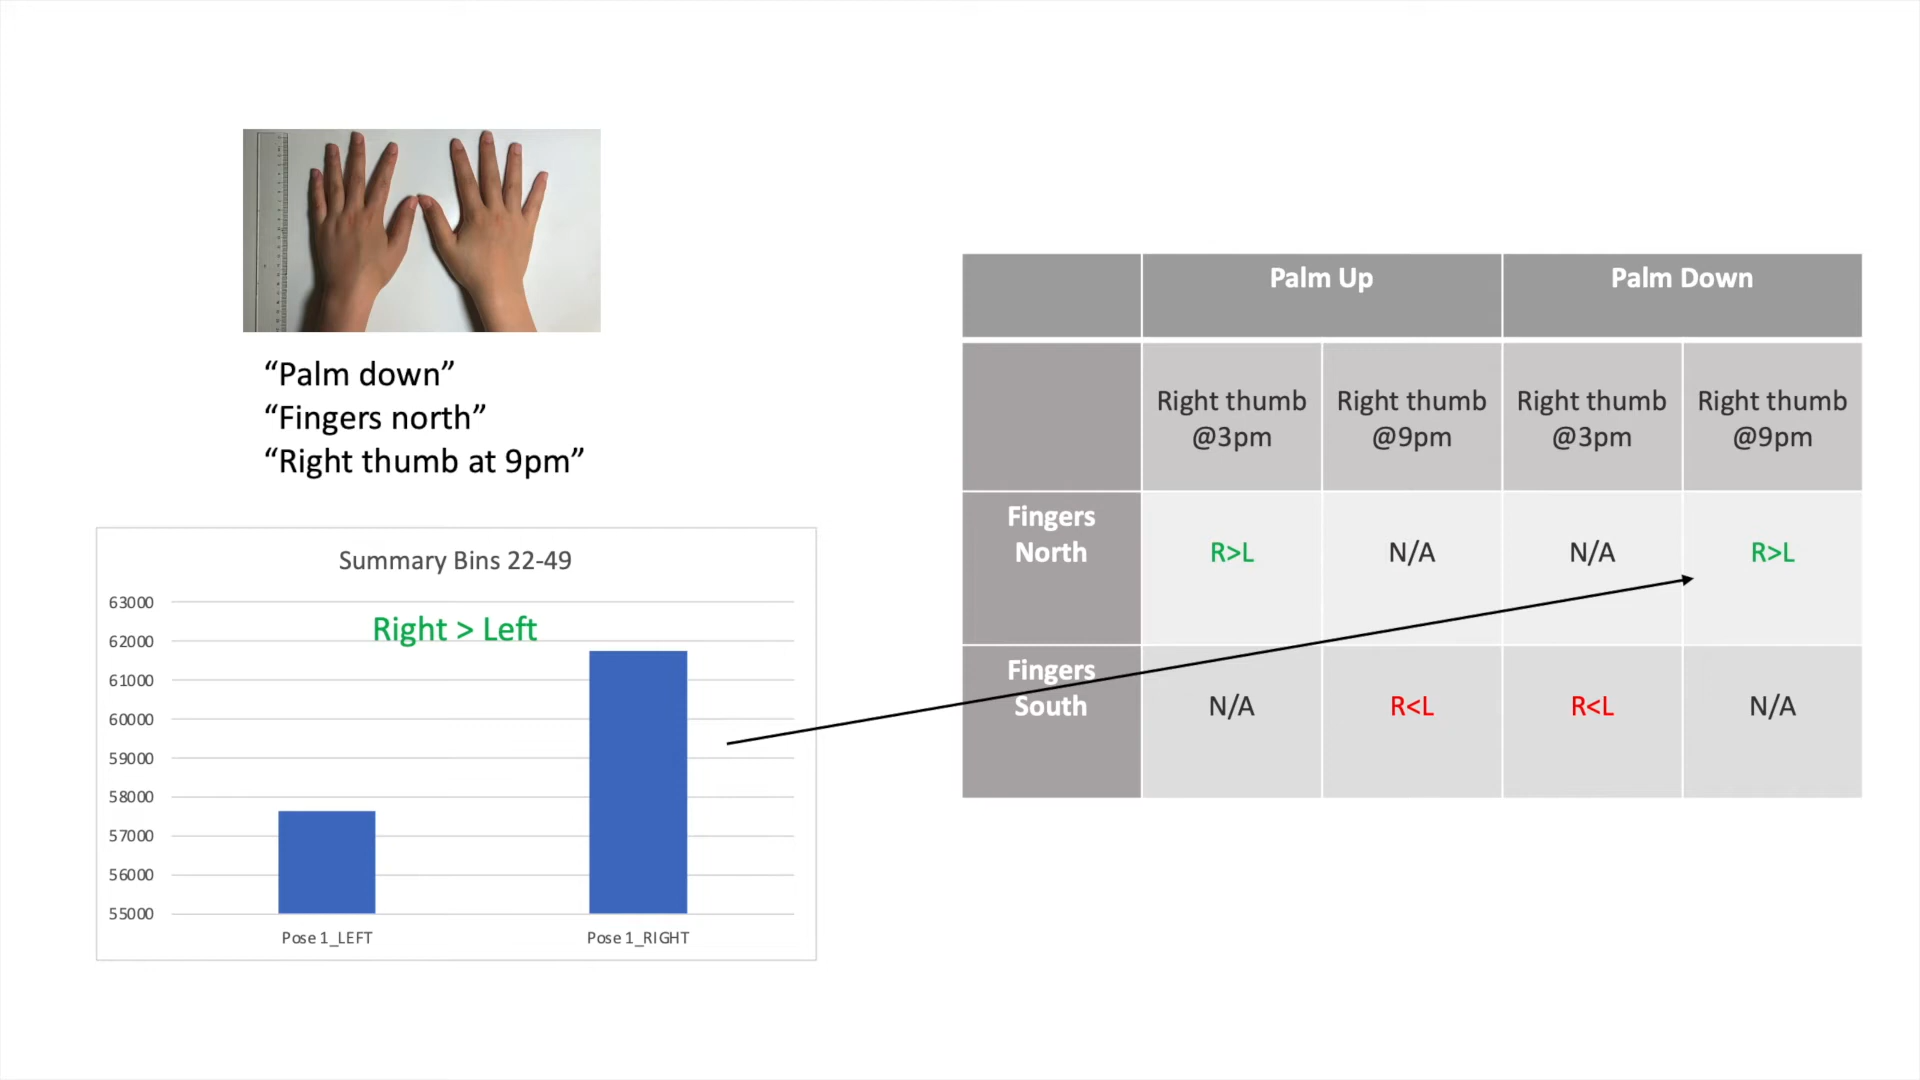 “Palm down”
“Fingers north”
“Right thumb at 9pm”
Summary Bins 22-49
Right > Left
63000
62000
61000
60000
59000
58000
57000
56000
55000
Pose 1_LEFT
Pose 1_RIGHT
Palm Up
Palm Down
Right thumb @3pm
Right thumb @9pm
Right thumb @3pm
Right thumb @9pm
Fingers North
R>L
N/A
N/A
R>L
Fingers South
N/A
R<L
R<L
N/A